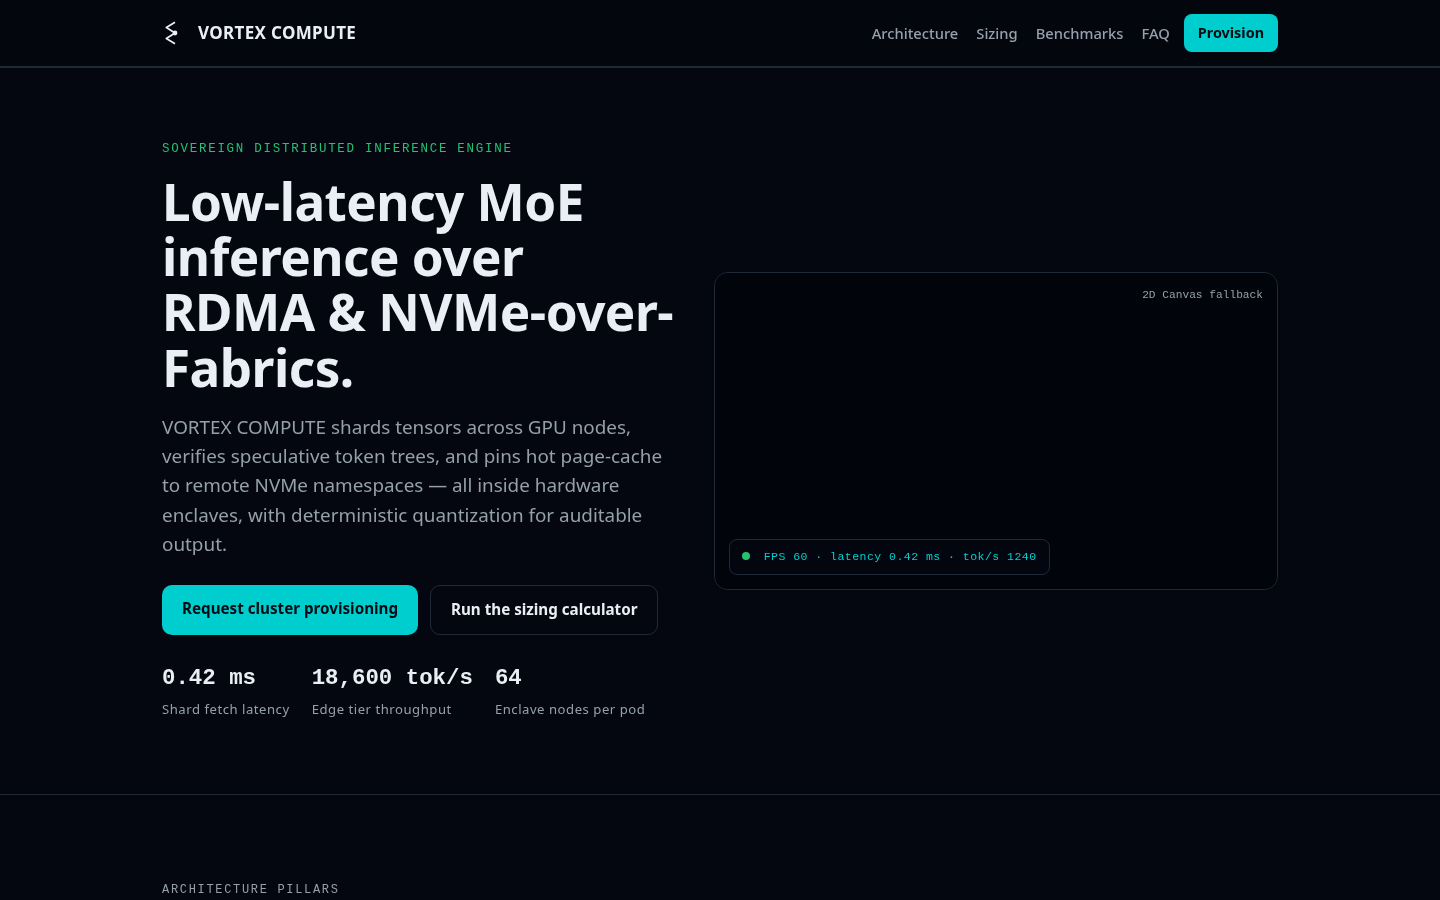 VORTEX COMPUTE
Architecture Sizing Benchmarks FAQ Provision
SOVEREIGN DISTRIBUTED INFERENCE ENGINE
Low-latency MoE
inference over
RDMA & NVMe-over-
Fabrics.
VORTEX COMPUTE shards tensors across GPU nodes,
verifies speculative token trees, and pins hot page-cache
to remote NVMe namespaces — all inside hardware
enclaves, with deterministic quantization for auditable
output.
Request cluster provisioning Run the sizing calculator
0.42 ms 18,600 tok/s 64
Shard fetch latency Edge tier throughput Enclave nodes per pod
2D Canvas fallback
FPS 60 · latency 0.42 ms · tok/s 1240
ARCHITECTURE PILLARS